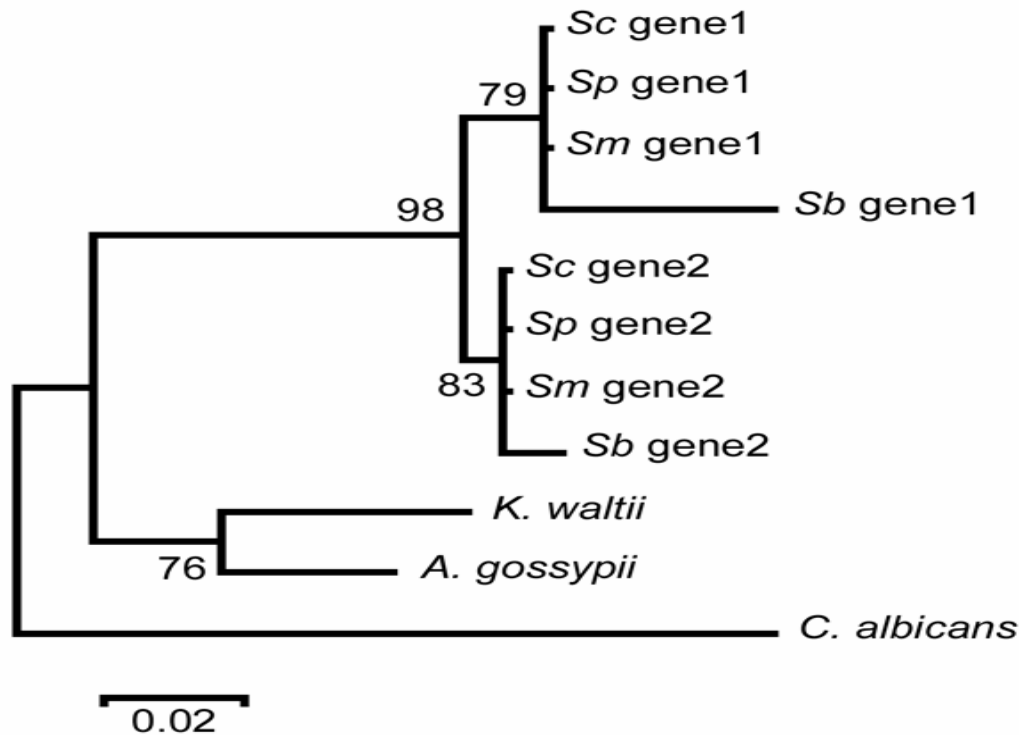 Sc gene1
79
Sp gene1
Sm gene1
98
Sb gene1
Sc gene2
Sp gene2
83
Sm gene2
Sb gene2
K. waltii
76
A. gossypii
C. albicans
0.02